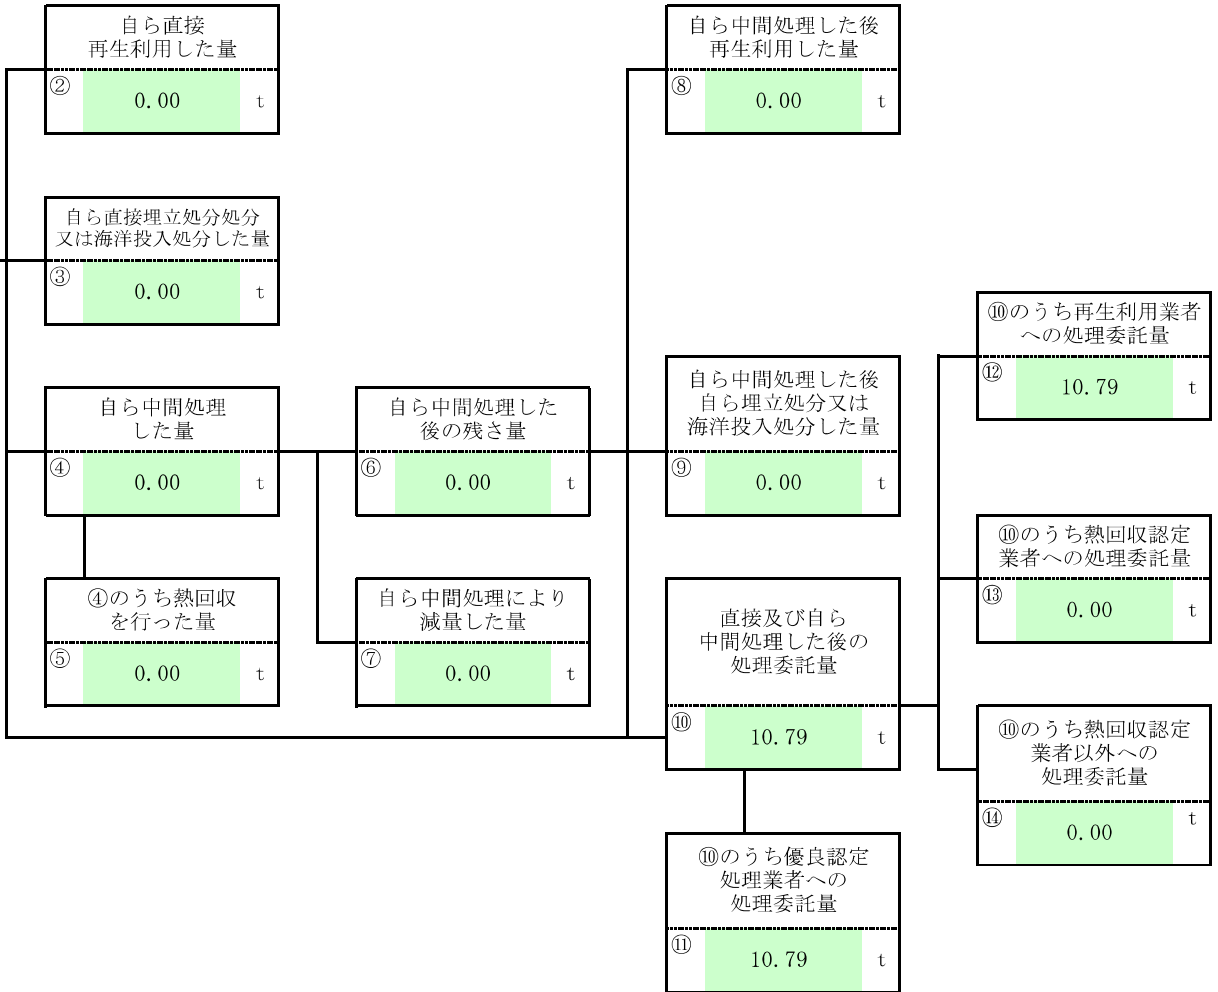 自ら直接
再生利用した量
② 0.00 t
自ら中間処理した後
再生利用した量
⑧ 0.00 t
自ら直接埋立処分処分
又は海洋投入処分した量
③ 0.00 t
⑩のうち再生利用業者
への処理委託量
⑫ 10.79 t
自ら中間処理
した量
④ 0.00 t
自ら中間処理した
後の残さ量
⑥ 0.00 t
自ら中間処理した後
自ら埋立処分又は
海洋投入処分した量
⑨ 0.00 t
⑩のうち熱回収認定
業者への処理委託量
⑬ 0.00 t
④のうち熱回収
を行った量
⑤ 0.00 t
自ら中間処理により
減量した量
⑦ 0.00 t
直接及び自ら
中間処理した後の
処理委託量
⑩ 10.79 t
⑩のうち熱回収認定
業者以外への
処理委託量
⑭ 0.00 t
⑩のうち優良認定
処理業者への
処理委託量
⑪ 10.79 t